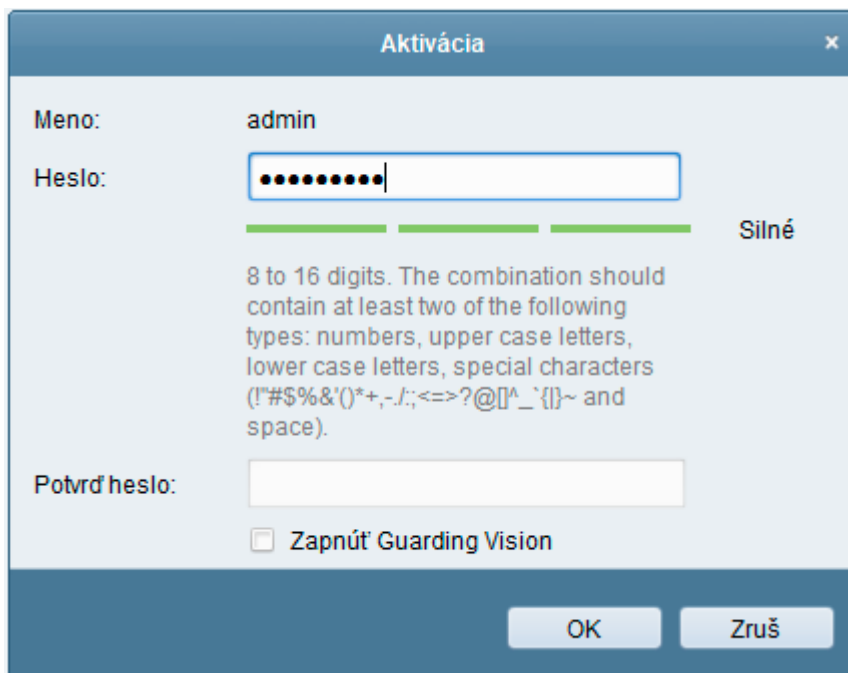 Aktivácia
Meno: admin
Heslo: ●●●●●●●●●
Silné
8 to 16 digits. The combination should
contain at least two of the following
types: numbers, upper case letters,
lower case letters, special characters
(!"#$%&'()*+,-./:;<=>?@[]^_`{|}~ and
space).
Potvrď heslo:
Zapnúť Guarding Vision
OK Zruš